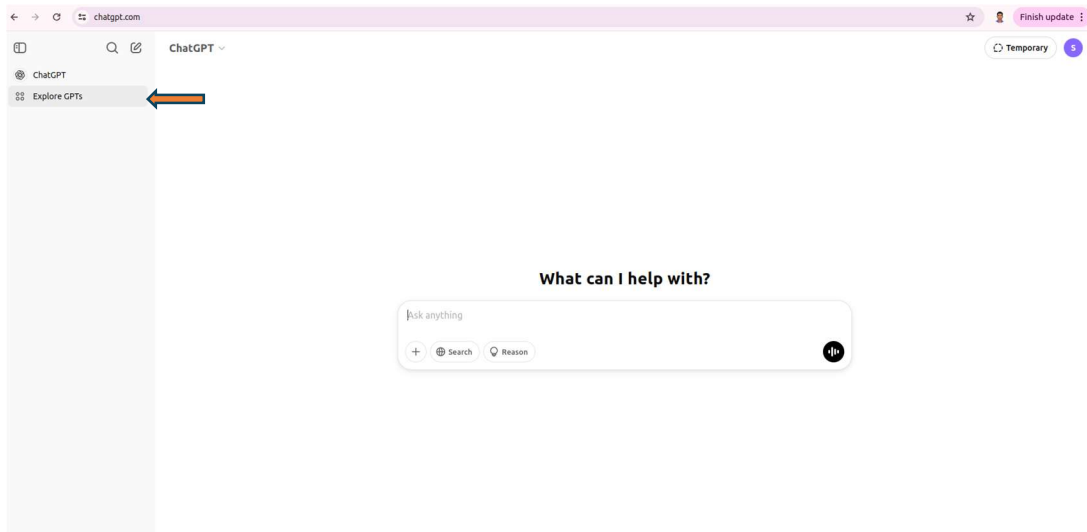 chatgpt.com
Finish update
ChatGPT
Temporary
S
ChatGPT
Explore GPTs
What can I help with?
Ask anything
Search
Reason